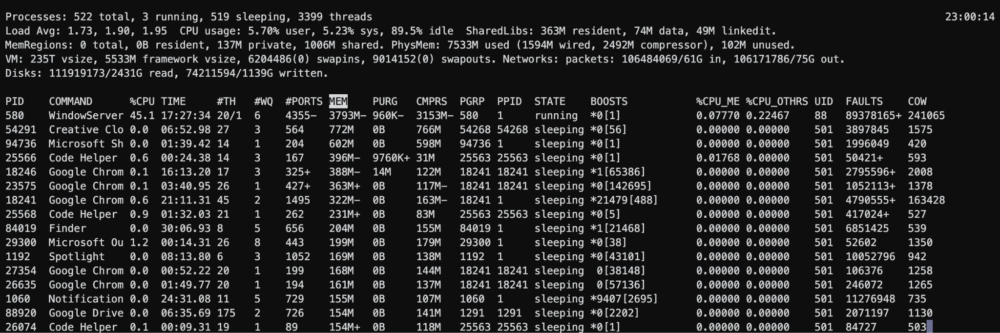 Processes: 522 total, 3 running, 519 sleeping, 3399 threads 23:00:14
Load Avg: 1.73, 1.90, 1.95 CPU usage: 5.70% user, 5.23% sys, 89.5% idle SharedLibs: 363M resident, 74M data, 49M linkedit.
MemRegions: 0 total, 0B resident, 137M private, 1006M shared. PhysMem: 7533M used (1594M wired, 2492M compressor), 102M unused.
VM: 235T vsize, 5533M framework vsize, 6204486(0) swapins, 9014152(0) swapouts. Networks: packets: 106484069/61G in, 106171786/75G out.
Disks: 111919173/2431G read, 74211594/1139G written.
PID COMMAND %CPU TIME #TH #WQ #PORTS MEM PURG CMPRS PGRP PPID STATE BOOSTS %CPU_ME %CPU_OTHRS UID FAULTS COW
580 WindowServer 45.1 17:27:34 20/1 6 4355- 3793M- 960K- 3153M- 580 1 running *0[1] 0.07770 0.22467 88 89378165+ 241065
54291 Creative Clo 0.0 06:52.98 27 3 564 772M 0B 766M 54268 54268 sleeping *0[56] 0.00000 0.00000 501 3897845 1575
94736 Microsoft Sh 0.0 01:39.42 14 1 204 602M 0B 598M 94736 1 sleeping *0[1] 0.00000 0.00000 501 1996049 420
25566 Code Helper 0.6 00:24.38 14 3 167 396M- 9760K+ 31M 25563 25563 sleeping *0[1] 0.01768 0.00000 501 50421+ 593
18246 Google Chrom 0.1 16:13.20 17 3 325+ 388M- 14M 122M 18241 18241 sleeping *1[65386] 0.00000 0.00000 501 2795596+ 2008
23575 Google Chrom 0.1 03:40.95 26 1 427+ 363M+ 0B 117M- 18241 18241 sleeping *0[142695] 0.00000 0.00000 501 1052113+ 1378
18241 Google Chrom 0.6 21:11.31 45 2 1495 322M- 0B 163M- 18241 1 sleeping *21479[488] 0.00000 0.00000 501 4790555+ 163428
25568 Code Helper 0.9 01:32.03 21 1 262 231M+ 0B 83M 25563 25563 sleeping *0[5] 0.00000 0.00000 501 417024+ 527
84019 Finder 0.0 30:06.93 8 5 656 204M 0B 155M 84019 1 sleeping *1[21468] 0.00000 0.00000 501 6851425 539
29300 Microsoft Ou 1.2 00:14.31 26 8 443 199M 0B 179M 29300 1 sleeping *0[38] 0.00000 0.00000 501 52602 1350
1192 Spotlight 0.0 08:13.80 6 3 1052 169M 0B 138M 1192 1 sleeping *0[43101] 0.00000 0.00000 501 10052796 942
27354 Google Chrom 0.0 00:52.22 20 1 199 168M 0B 144M 18241 18241 sleeping 0[38148] 0.00000 0.00000 501 106376 1258
26635 Google Chrom 0.0 01:49.77 20 1 194 161M 0B 137M 18241 18241 sleeping 0[57136] 0.00000 0.00000 501 246072 1265
1060 Notification 0.0 24:31.08 11 5 729 155M 0B 107M 1060 1 sleeping *9407[2695] 0.00000 0.00000 501 11276948 735
88920 Google Drive 0.0 06:35.69 175 2 726 154M 0B 141M 1291 1291 sleeping *0[2202] 0.00000 0.00000 501 2071197 1130
26074 Code Helper 0.1 00:09.31 19 1 89 154M+ 0B 118M 25563 25563 sleeping *0[1] 0.00000 0.00000 501 84727 503